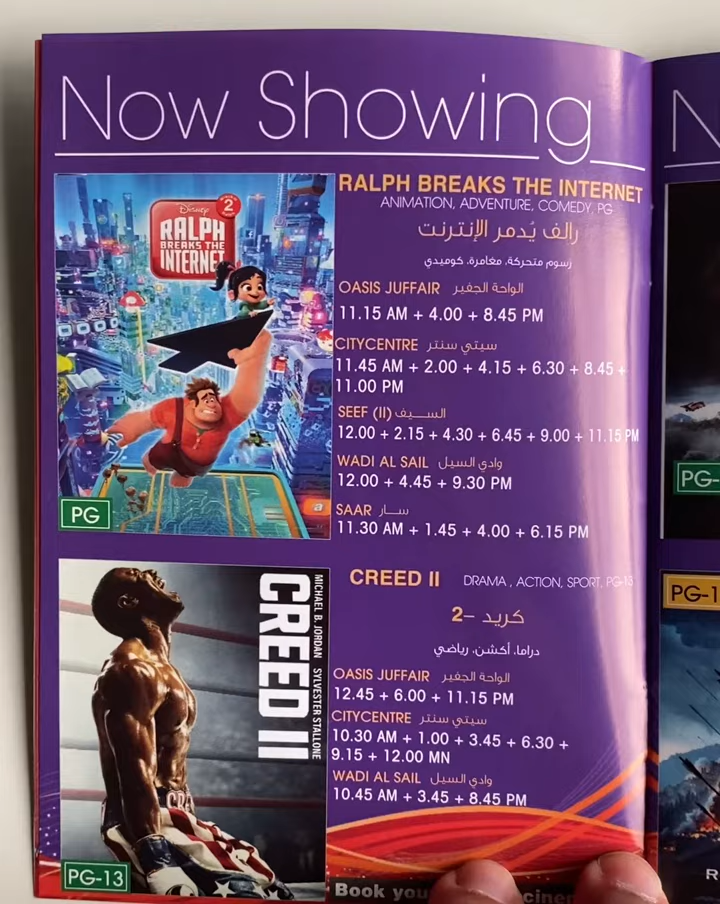 Now Showing
Disney
2
RALPH
BREAKS THE
INTERNET
PG
RALPH BREAKS THE INTERNET
ANIMATION, ADVENTURE, COMEDY, PG
رالف يُدمر الإنترنت
رسوم متحركة، مغامرة، كوميدي
OASIS JUFFAIR الواحة الجفير
11.15 AM + 4.00 + 8.45 PM
CITYCENTRE سيتي سنتر
11.45 AM + 2.00 + 4.15 + 6.30 + 8.45 +
11.00 PM
SEEF (II) السيف
12.00 + 2.15 + 4.30 + 6.45 + 9.00 + 11.15 PM
WADI AL SAIL وادي السيل
12.00 + 4.45 + 9.30 PM
SAAR سار
11.30 AM + 1.45 + 4.00 + 6.15 PM
MICHAEL B. JORDAN SYLVESTER STALLONE
CREED II
PG-13
CREED II DRAMA, ACTION, SPORT, PG-13
كريد –2
دراما، أكشن، رياضي
OASIS JUFFAIR الواحة الجفير
12.45 + 6.00 + 11.15 PM
CITYCENTRE سيتي سنتر
10.30 AM + 1.00 + 3.45 + 6.30 +
9.15 + 12.00 MN
WADI AL SAIL وادي السيل
10.45 AM + 3.45 + 8.45 PM
Book
N
PG-
PG-1
R